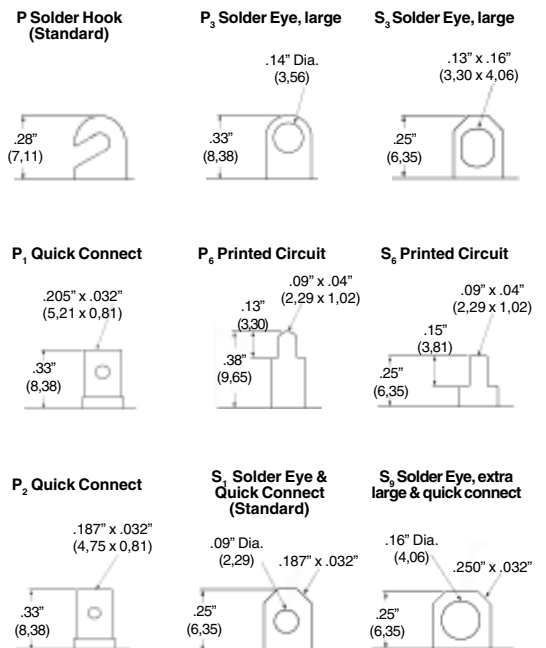 P Solder Hook
(Standard)
.28”
(7,11)
P3 Solder Eye, large
.14” Dia.
(3,56)
.33”
(8,38)
S3 Solder Eye, large
.13” x .16”
(3,30 x 4,06)
.25”
(6,35)
P1 Quick Connect
.205” x .032”
(5,21 x 0,81)
.33”
(8,38)
P6 Printed Circuit
.09” x .04”
(2,29 x 1,02)
.13”
(3,30)
.38”
(9,65)
S6 Printed Circuit
.09” x .04”
(2,29 x 1,02)
.15”
(3,81)
.25”
(6,35)
P2 Quick Connect
.187” x .032”
(4,75 x 0,81)
.33”
(8,38)
S1 Solder Eye &
Quick Connect
(Standard)
.09” Dia.
(2,29)
.187” x .032”
.25”
(6,35)
S9 Solder Eye, extra
large & quick connect
.16” Dia.
(4,06)
.250” x .032”
.25”
(6,35)